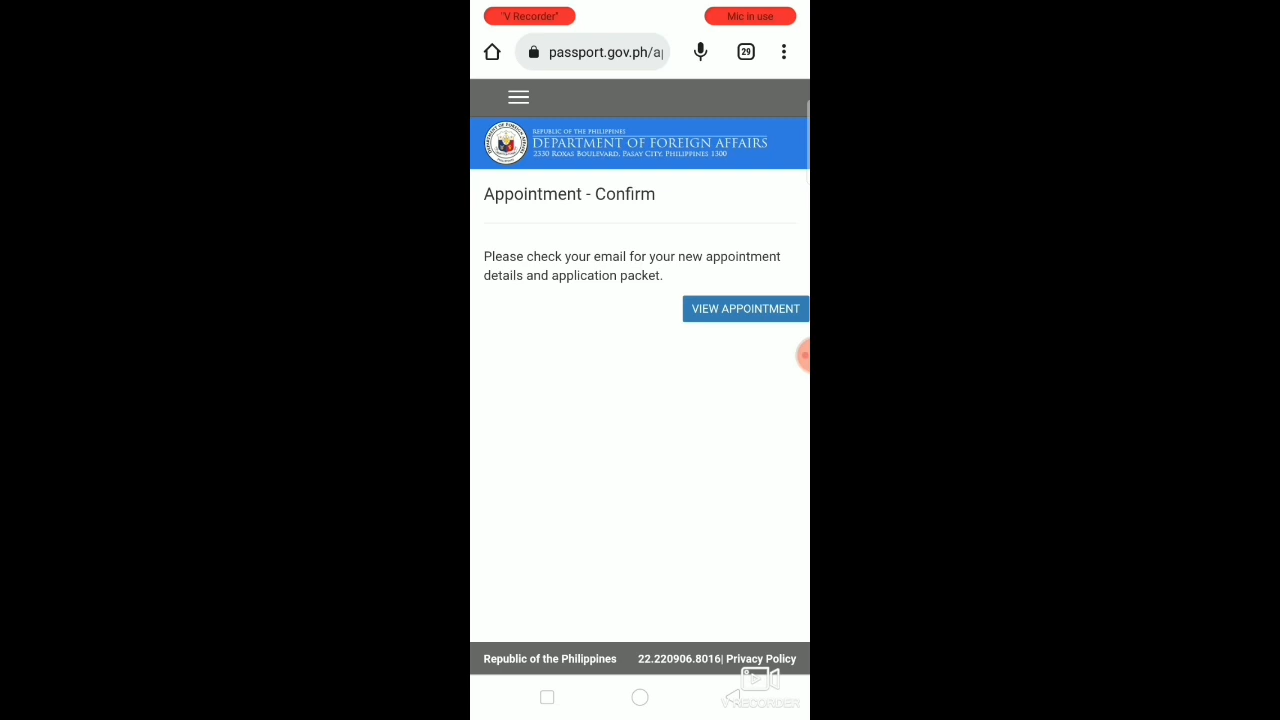 "V Recorder"
Mic in use
passport.gov.ph/a
29
REPUBLIC OF THE PHILIPPINES
DEPARTMENT OF FOREIGN AFFAIRS
2330 ROXAS BOULEVARD, PASAY CITY, PHILIPPINES 1300
Appointment - Confirm
Please check your email for your new appointment
details and application packet.
VIEW APPOINTMENT
Republic of the Philippines
22.220906.8016| Privacy Policy
V RECORDER